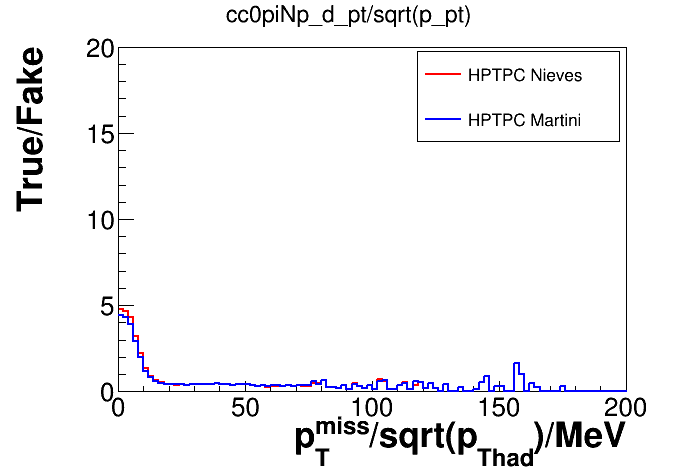 cc0piNp_d_pt/sqrt(p_pt)
True/Fake
20
15
10
5
0
HPTPC Nieves
HPTPC Martini
0 50 100 150 200
p_T^miss/sqrt(p_Thad)/MeV